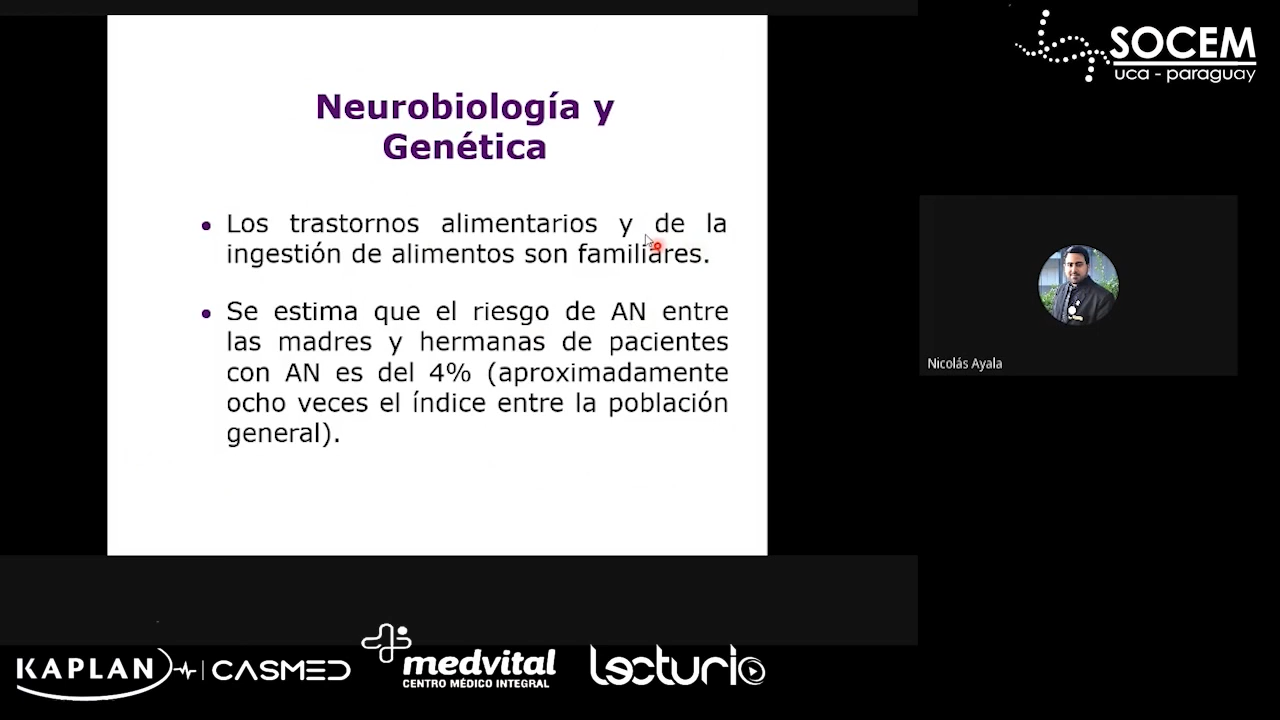 SOCEM
uca - paraguay
Neurobiología y
Genética
• Los trastornos alimentarios y de la
ingestión de alimentos son familiares.
• Se estima que el riesgo de AN entre
las madres y hermanas de pacientes
con AN es del 4% (aproximadamente
ocho veces el índice entre la población
general).
Nicolás Ayala
KAPLAN CASMED
medvital
CENTRO MÉDICO INTEGRAL
lecturio